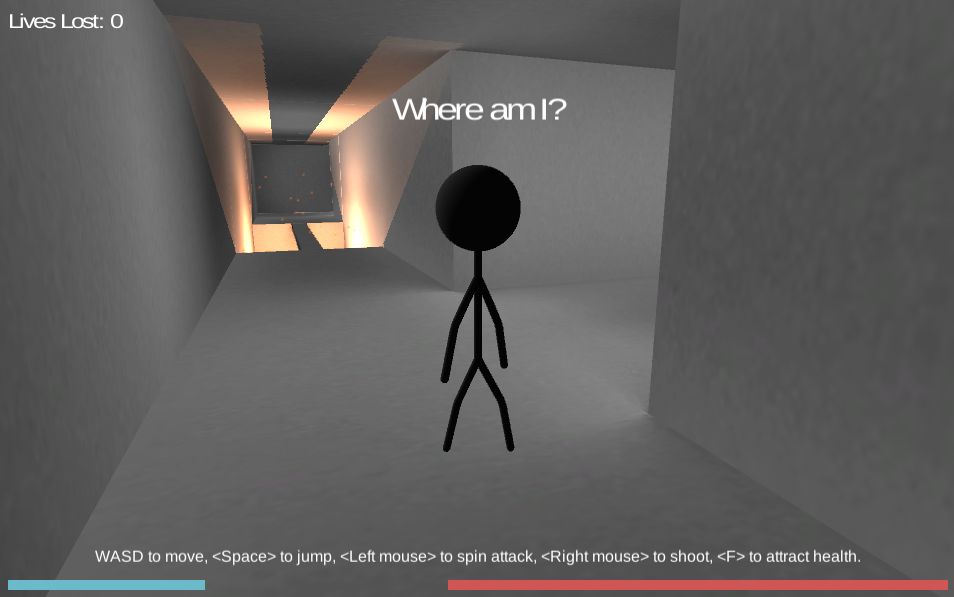 Lives Lost: 0
Where am I?
WASD to move, <Space> to jump, <Left mouse> to spin attack, <Right mouse> to shoot, <F> to attract health.